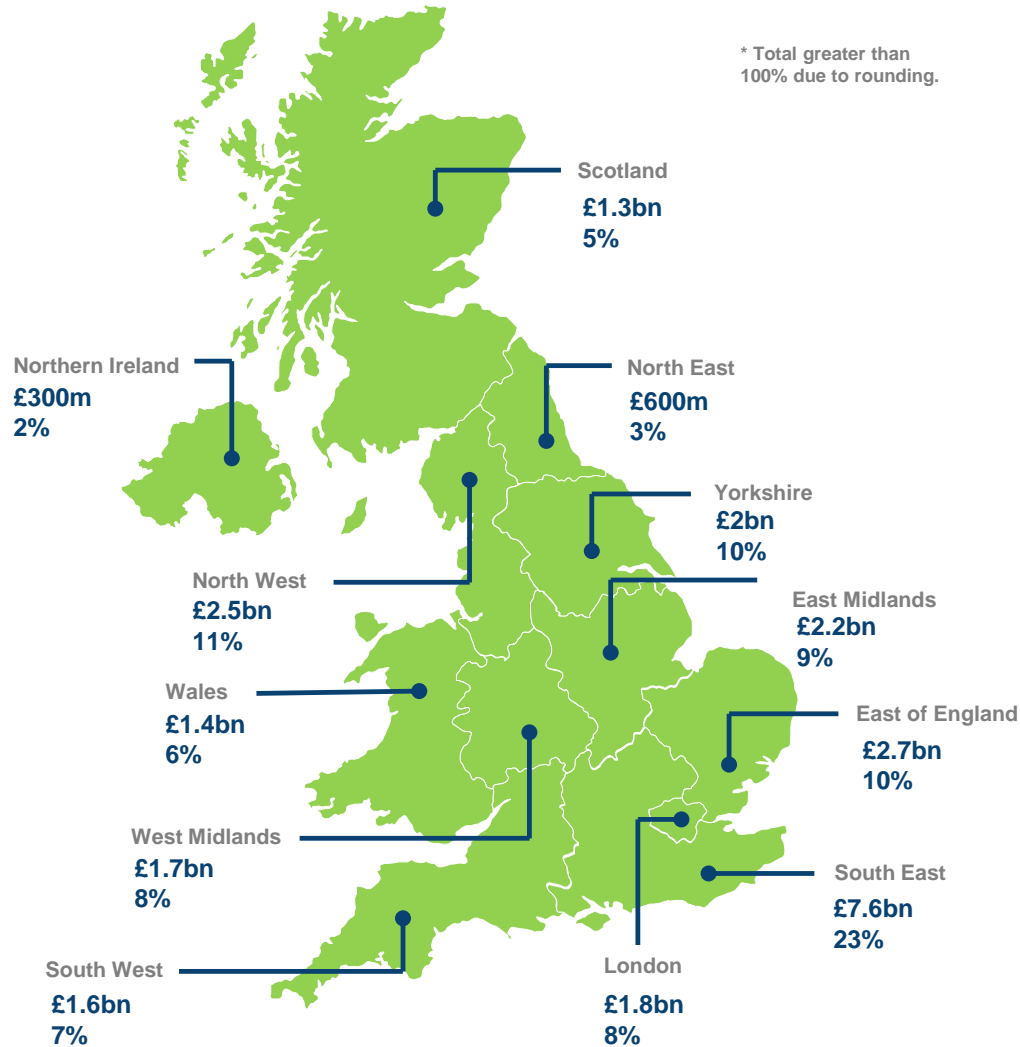 * Total greater than
100% due to rounding.
Scotland
£1.3bn
5%
Northern Ireland
£300m
2%
North East
£600m
3%
Yorkshire
£2bn
10%
North West
£2.5bn
11%
East Midlands
£2.2bn
9%
Wales
£1.4bn
6%
East of England
£2.7bn
10%
West Midlands
£1.7bn
8%
South East
£7.6bn
23%
South West
£1.6bn
7%
London
£1.8bn
8%